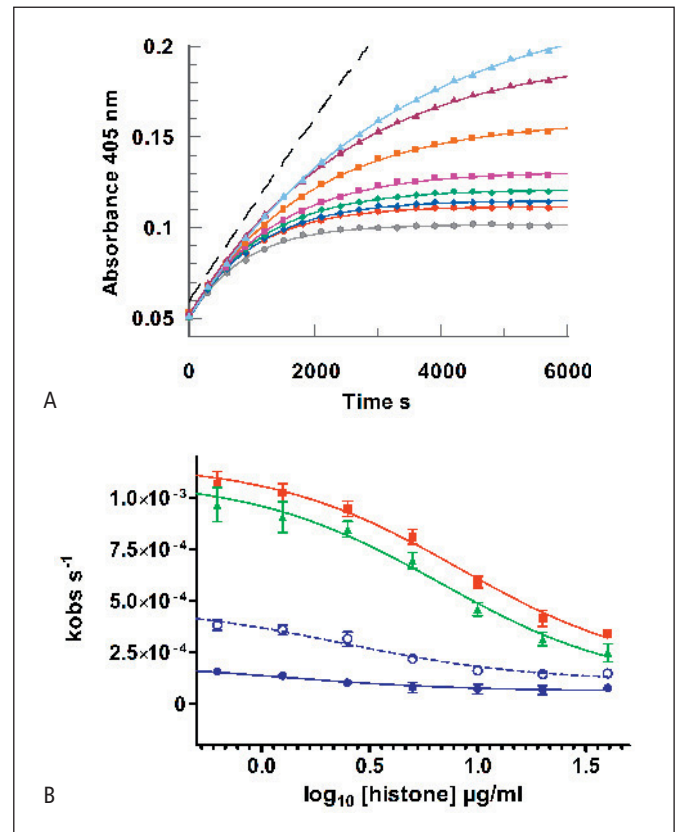 0.2
0.15
0.1
0.05
Absorbance 405 nm
0 2000 4000 6000
Time s
A
1.0×10-3
7.5×10-4
5.0×10-4
2.5×10-4
0
kobs s-1
0.0 0.5 1.0 1.5
log10 [histone] µg/ml
B